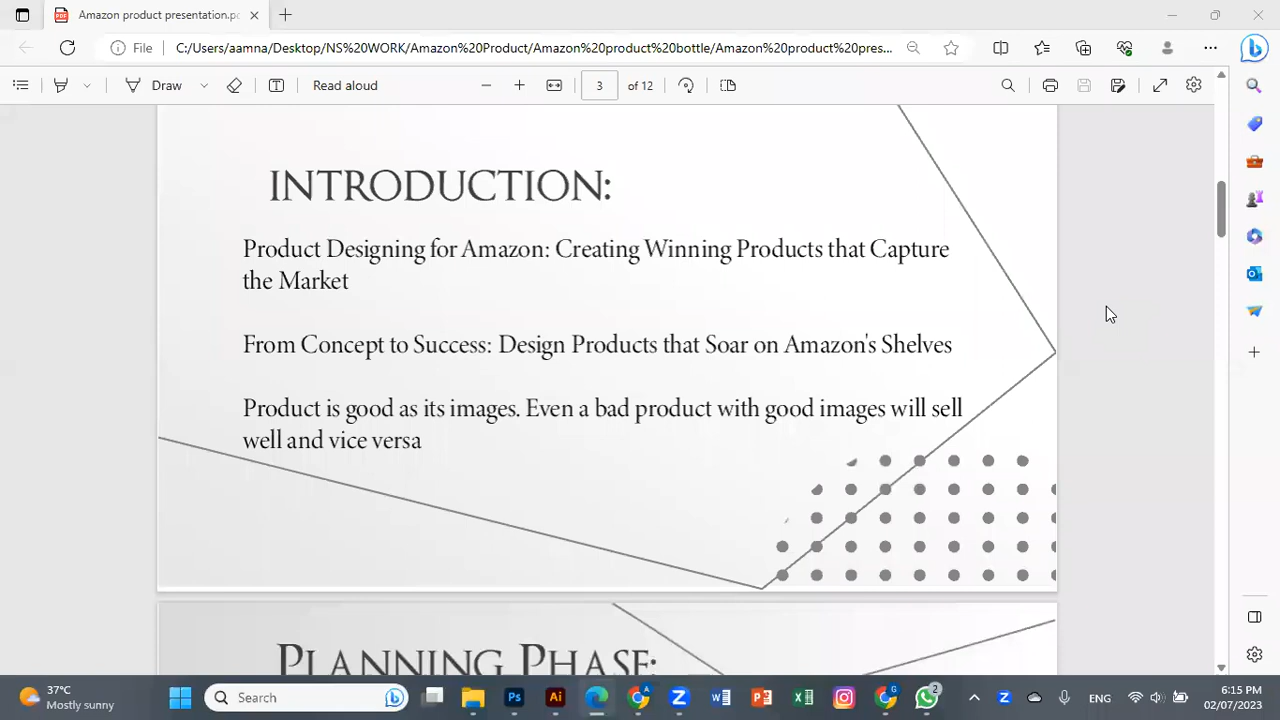 Amazon product presentation.pc
File
C:/Users/aamna/Desktop/NS%20WORK/Amazon%20Product/Amazon%20product%20bottle/Amazon%20product%20pres...
Draw
Read aloud
3
of 12
INTRODUCTION:
Product Designing for Amazon: Creating Winning Products that Capture
the Market
From Concept to Success: Design Products that Soar on Amazon's Shelves
Product is good as its images. Even a bad product with good images will sell
well and vice versa
PLANNING PHASE:
37°C
Mostly sunny
Search
2
ENG
6:15 PM
02/07/2023